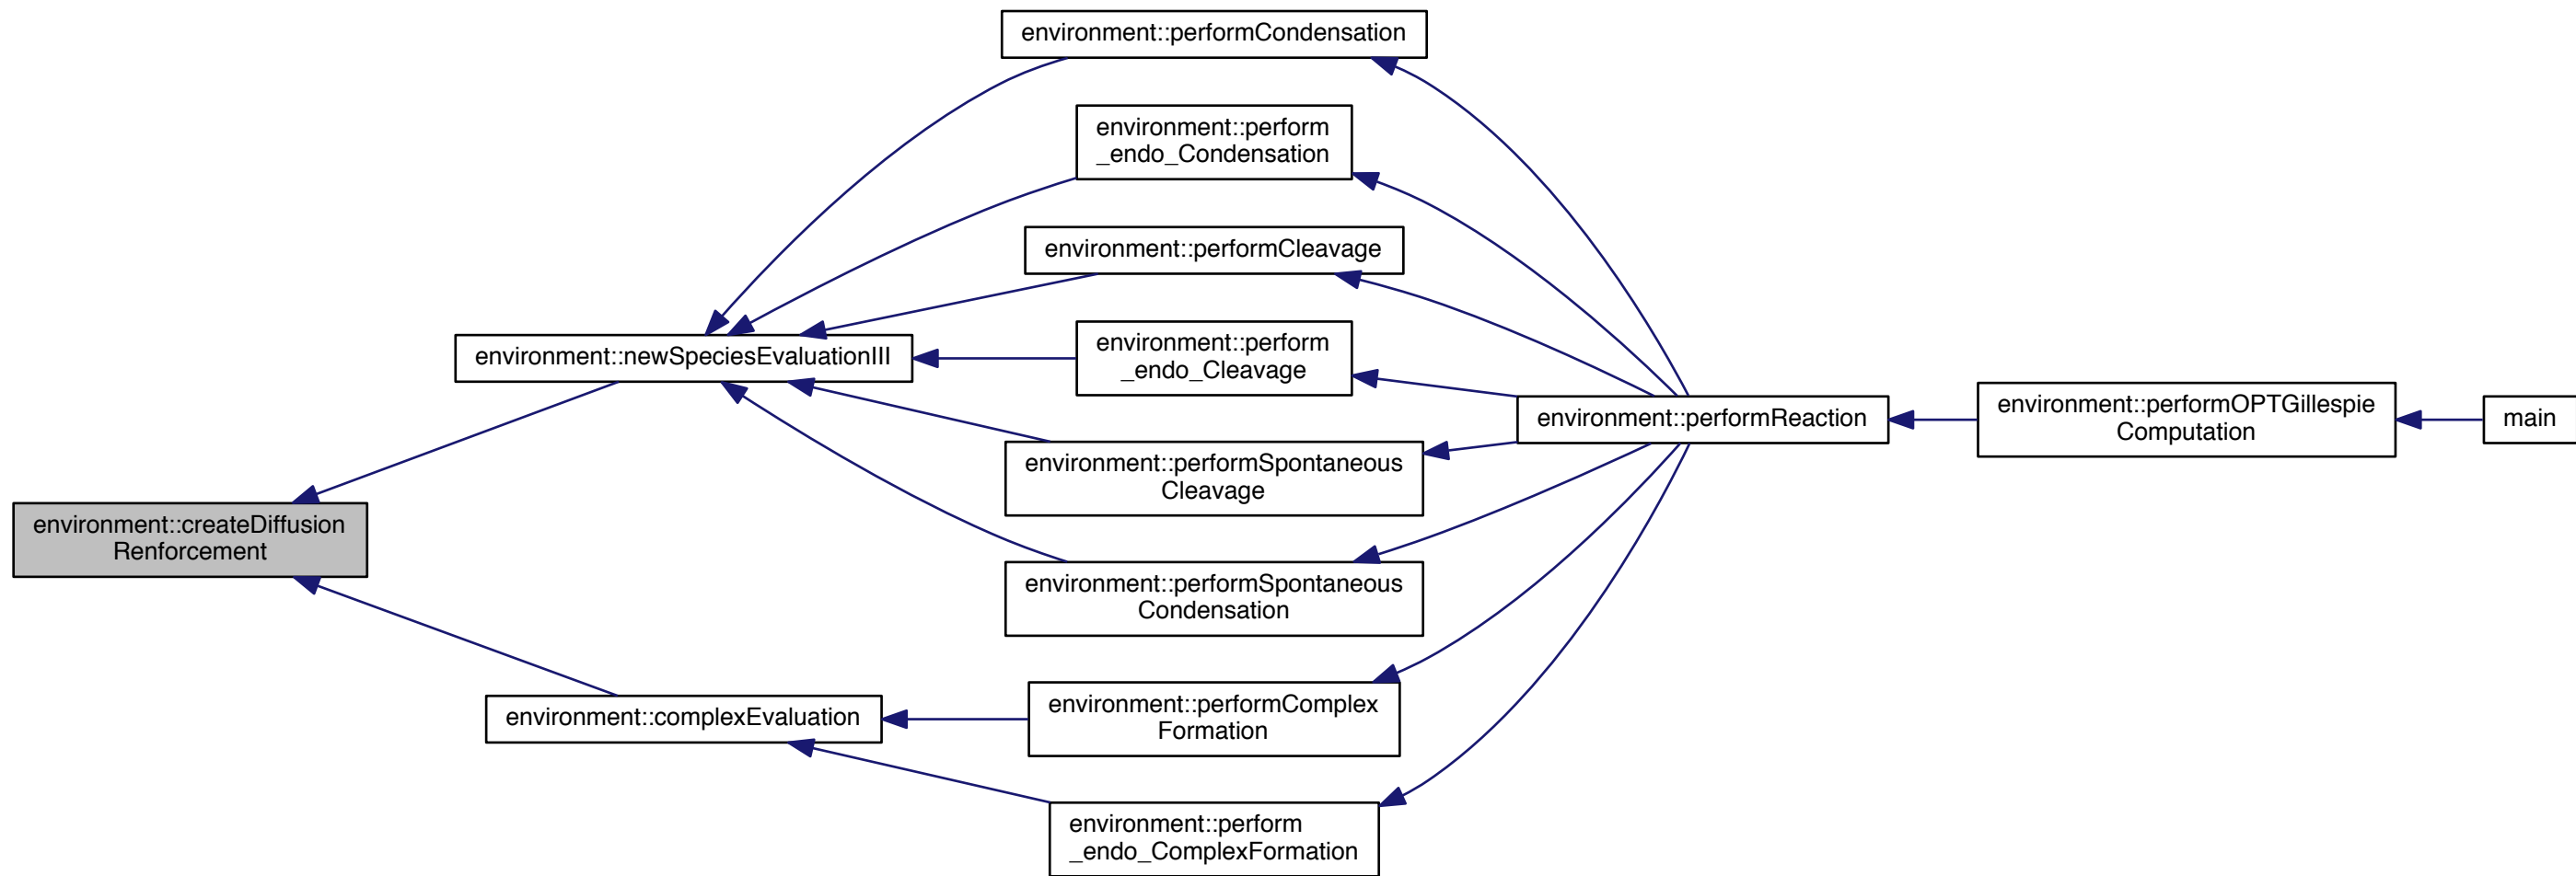 environment::performCondensation
environment::perform
_endo_Condensation
environment::performCleavage
environment::newSpeciesEvaluationIII
environment::perform
_endo_Cleavage
environment::performReaction
environment::performOPTGillespie
Computation
main
environment::performSpontaneous
Cleavage
environment::createDiffusion
Renforcement
environment::performSpontaneous
Condensation
environment::complexEvaluation
environment::performComplex
Formation
environment::perform
_endo_ComplexFormation